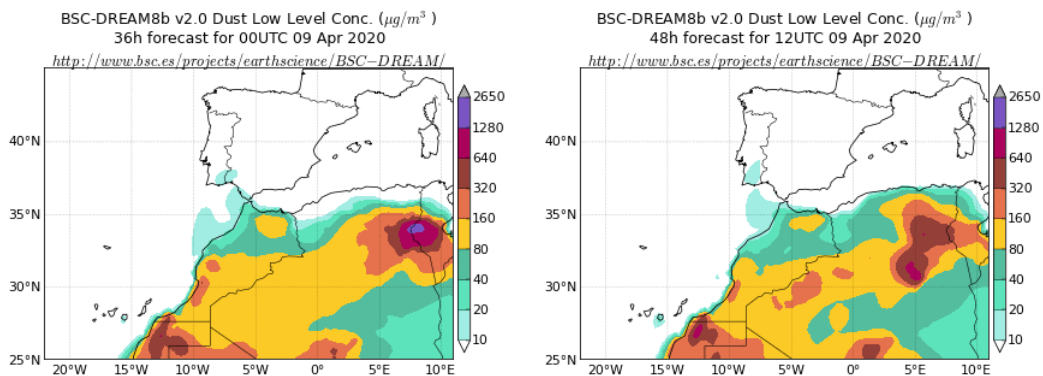 BSC-DREAM8b v2.0 Dust Low Level Conc. (μg/m³ )
36h forecast for 00UTC 09 Apr 2020
http://www.bsc.es/projects/earthscience/BSC−DREAM/
40°N
35°N
30°N
25°N
20°W
15°W
10°W
5°W
0°
5°E
10°E
2650
1280
640
320
160
80
40
20
10
BSC-DREAM8b v2.0 Dust Low Level Conc. (μg/m³ )
48h forecast for 12UTC 09 Apr 2020
http://www.bsc.es/projects/earthscience/BSC−DREAM/
40°N
35°N
30°N
25°N
20°W
15°W
10°W
5°W
0°
5°E
10°E
2650
1280
640
320
160
80
40
20
10